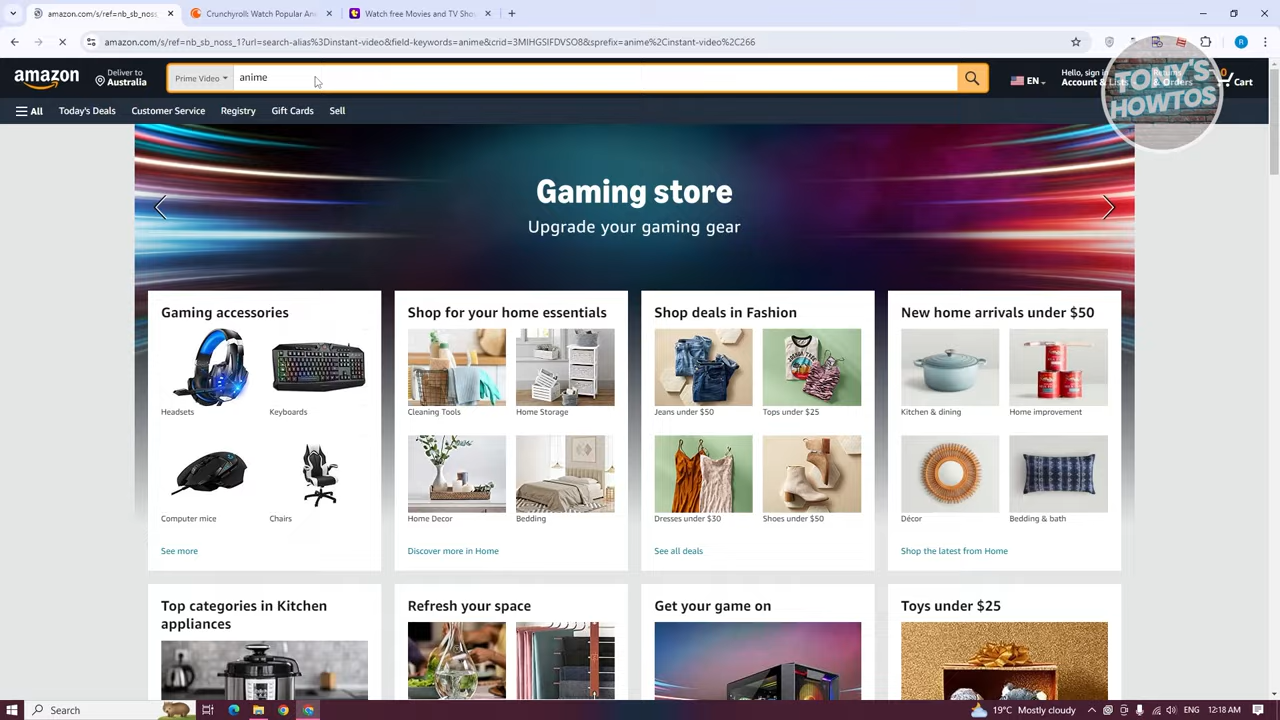 amazon.com/s/ref=nb_sb_noss_
Crunchyroll: Watch Popular An
Watch free Movies and TV Sho
amazon.com/s/ref=nb_sb_noss_1?url=search-alias%3Dinstant-video&field-keywords=anime&crid=3MIHGSIFDVSO8&sprefix=anime%2Cinstant-video%2C266
amazon
Deliver to
Australia
Prime Video
anime
EN
Hello, sign in
Account & Lists
Returns
& Orders
0
Cart
TONY'S
HOWTOS
All
Today's Deals
Customer Service
Registry
Gift Cards
Sell
Gaming store
Upgrade your gaming gear
Gaming accessories
Headsets
Keyboards
Computer mice
Chairs
See more
Shop for your home essentials
Cleaning Tools
Home Storage
Home Decor
Bedding
Discover more in Home
Shop deals in Fashion
Jeans under $50
Tops under $25
Dresses under $30
Shoes under $50
See all deals
New home arrivals under $50
Kitchen & dining
Home improvement
Décor
Bedding & bath
Shop the latest from Home
Top categories in Kitchen
appliances
Refresh your space
Get your game on
Toys under $25
Search
19°C Mostly cloudy
ENG
12:18 AM